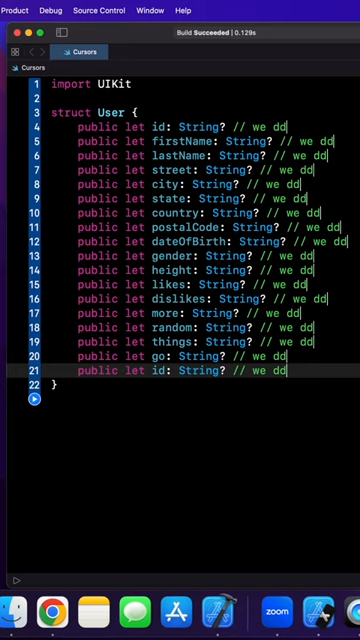 Product Debug Source Control Window Help
Build Succeeded | 0.129s
Cursors
Cursors
1 import UIKit
2
3 struct User {
4 public let id: String? // we dd
5 public let firstName: String? // we dd
6 public let lastName: String? // we dd
7 public let street: String? // we dd
8 public let city: String? // we dd
9 public let state: String? // we dd
10 public let country: String? // we dd
11 public let postalCode: String? // we dd
12 public let dateOfBirth: String? // we dd
13 public let gender: String? // we dd
14 public let height: String? // we dd
15 public let likes: String? // we dd
16 public let dislikes: String? // we dd
17 public let more: String? // we dd
18 public let random: String? // we dd
19 public let things: String? // we dd
20 public let go: String? // we dd
21 public let id: String? // we dd
22 }
zoom